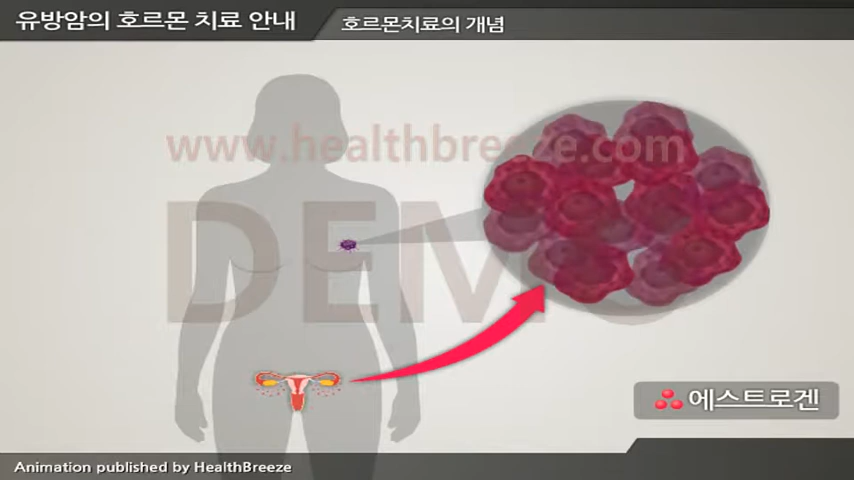 유방암의 호르몬 치료 안내
호르몬치료의 개념
www.healthbreeze.com
DEM
에스트로겐
Animation published by HealthBreeze